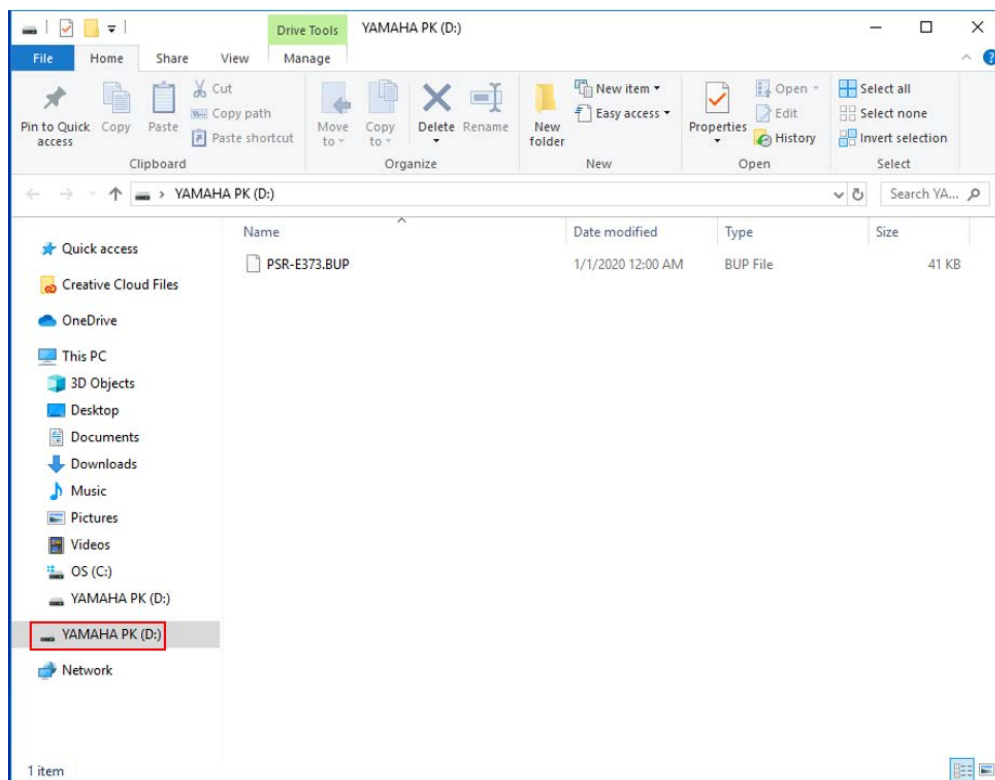 Drive Tools YAMAHA PK (D:)
File Home Share View Manage
Pin to Quick access
Copy
Paste
Cut
Copy path
Paste shortcut
Clipboard
Move to
Copy to
Delete
Rename
Organize
New folder
New item
Easy access
New
Properties
Open
Edit
History
Open
Select all
Select none
Invert selection
Select
YAMAHA PK (D:) Search YA...
Name Date modified Type Size
PSR-E373.BUP 1/1/2020 12:00 AM BUP File 41 KB
Quick access
Creative Cloud Files
OneDrive
This PC
3D Objects
Desktop
Documents
Downloads
Music
Pictures
Videos
OS (C:)
YAMAHA PK (D:)
YAMAHA PK (D:)
Network
1 item